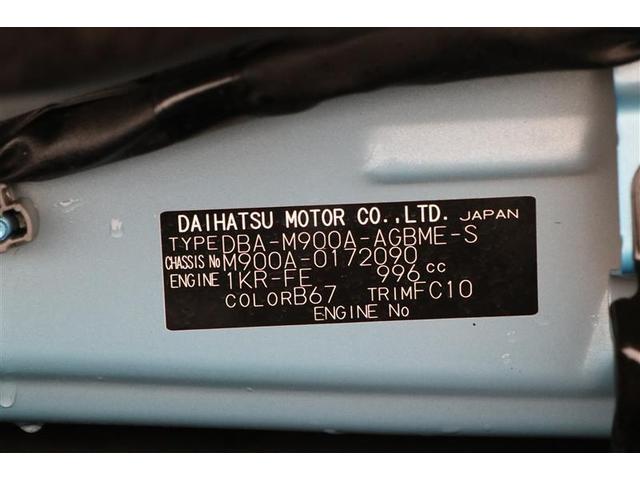 DAIHATSU MOTOR CO.,LTD. JAPAN
TYPE DBA-M900A-AGBME-S
CHASSIS No M900A-0172090
ENGINE 1KR-FE 996 cc
COLOR B67 TRIM FC10
ENGINE No